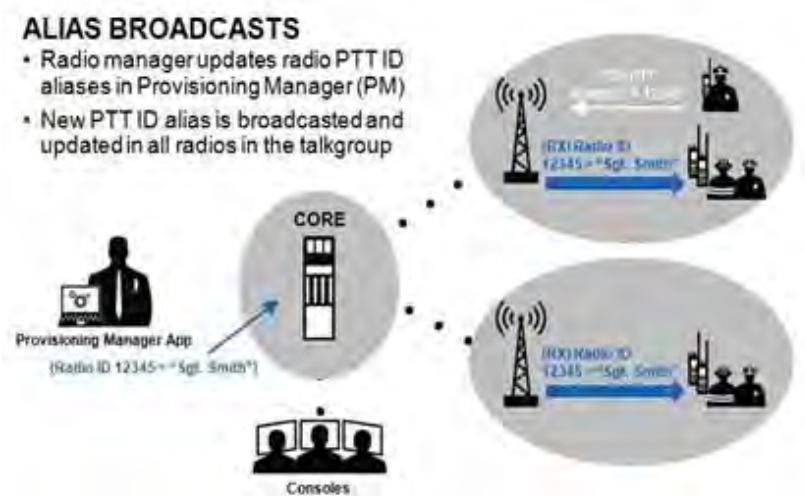 ALIAS BROADCASTS
• Radio manager updates radio PTT ID
aliases in Provisioning Manager (PM)
• New PTT ID alias is broadcasted and
updated in all radios in the talkgroup
CORE
Provisioning Manager App
(Radio ID 12345 = "Sgt. Smith")
Consoles
(RX) Radio ID
12345 = "Sgt. Smith"
(RX) Radio ID
12345 = "Sgt. Smith"